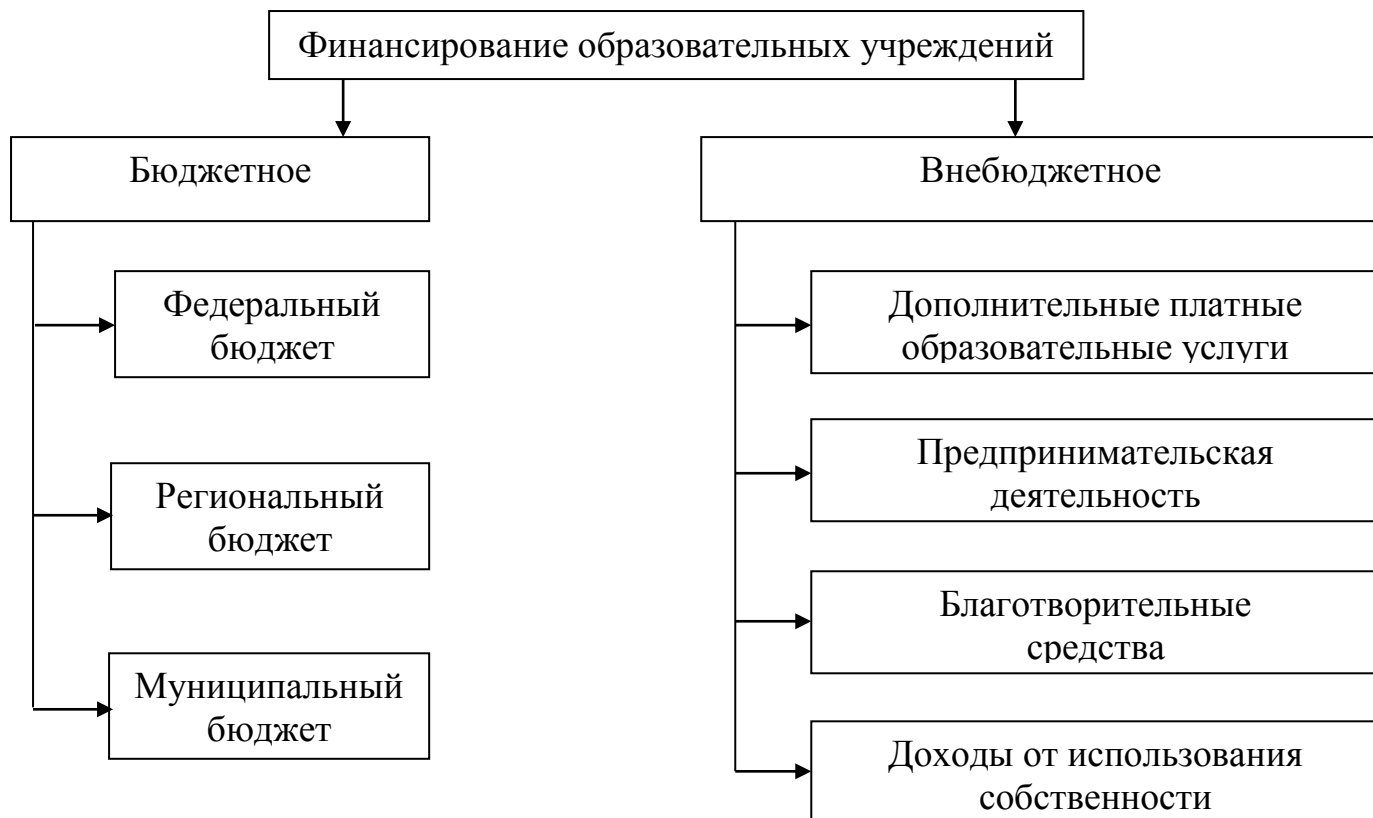 Финансирование образовательных учреждений
Бюджетное
Внебюджетное
Федеральный
бюджет
Региональный
бюджет
Муниципальный
бюджет
Дополнительные платные
образовательные услуги
Предпринимательская
деятельность
Благотворительные
средства
Доходы от использования
собственности